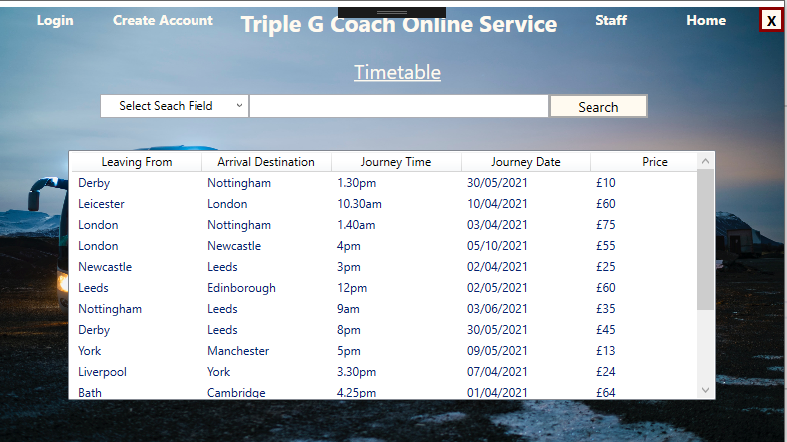 Login Create Account Triple G Coach Online Service Staff Home X
Timetable
Select Seach Field Search
Leaving From Arrival Destination Journey Time Journey Date Price
Derby Nottingham 1.30pm 30/05/2021 £10
Leicester London 10.30am 10/04/2021 £60
London Nottingham 1.40am 03/04/2021 £75
London Newcastle 4pm 05/10/2021 £55
Newcastle Leeds 3pm 02/04/2021 £25
Leeds Edinborough 12pm 02/05/2021 £60
Nottingham Leeds 9am 03/06/2021 £35
Derby Leeds 8pm 30/05/2021 £45
York Manchester 5pm 09/05/2021 £13
Liverpool York 3.30pm 07/04/2021 £24
Bath Cambridge 4.25pm 01/04/2021 £64